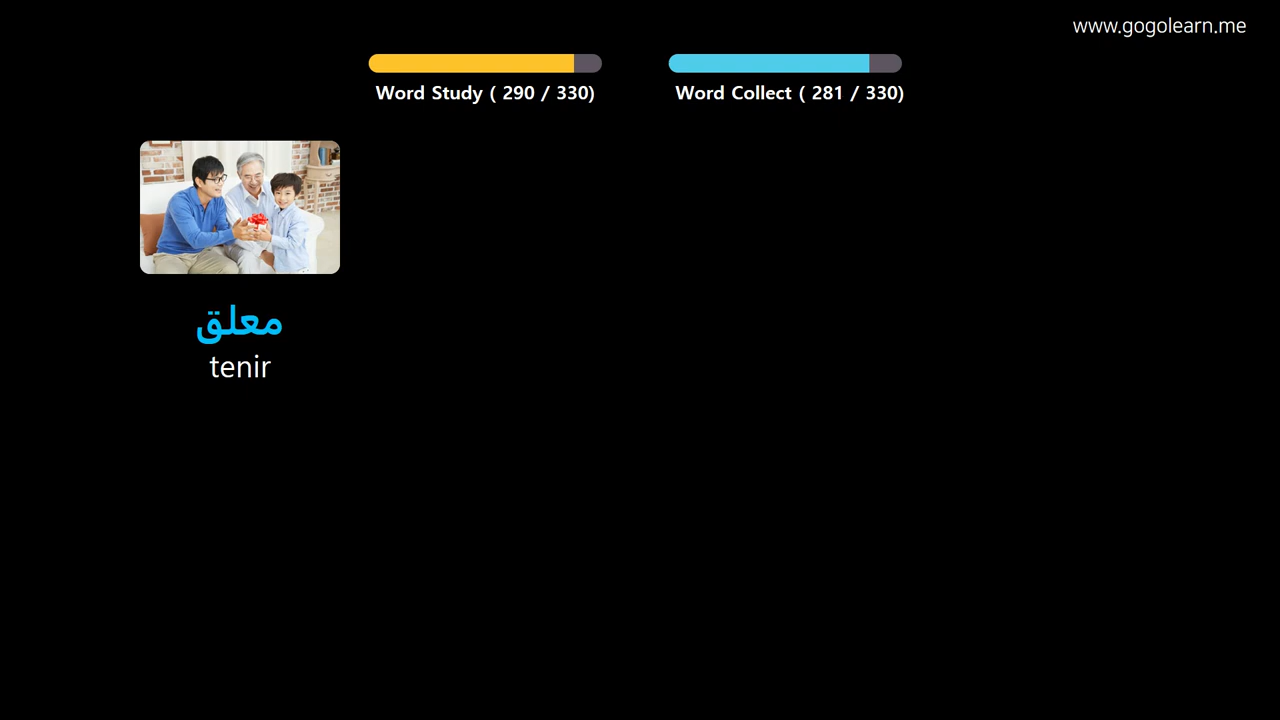 www.gogolearn.me
Word Study ( 290 / 330)
Word Collect ( 281 / 330)
معلق
tenir